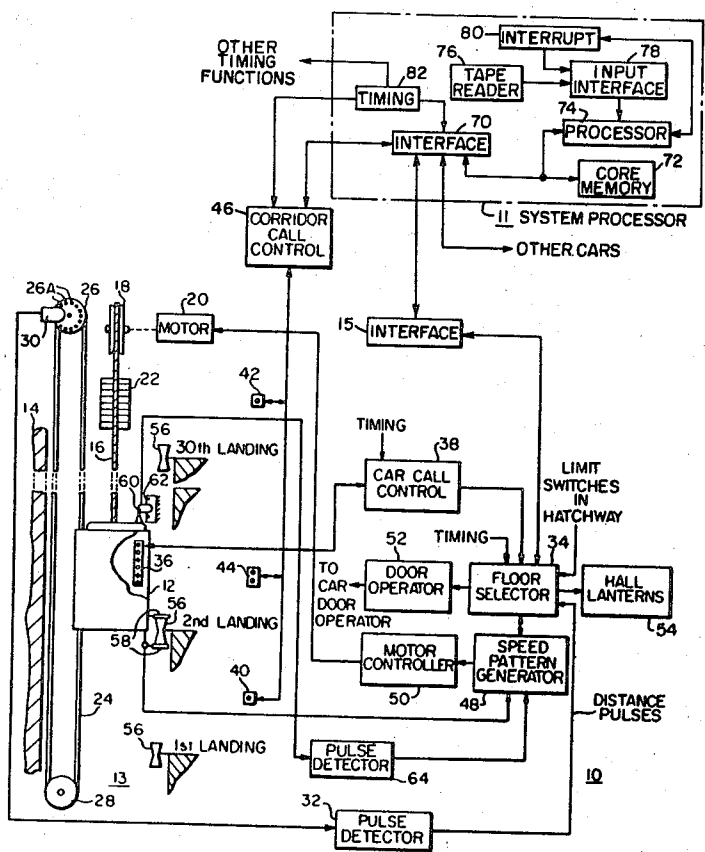 80
INTERRUPT
OTHER
TIMING
FUNCTIONS
76
78
82
TAPE
READER
INPUT
INTERFACE
TIMING
74
70
PROCESSOR
INTERFACE
72
CORE
MEMORY
46
CORRIDOR
CALL
CONTROL
11 SYSTEM PROCESSOR
OTHER CARS
26A
26
18
20
MOTOR
30
15
INTERFACE
22
42
14
TIMING
56
30th LANDING
38
16
CAR CALL
CONTROL
LIMIT
SWITCHES
IN
HATCHWAY
62
60
52
TIMING
34
36
44
DOOR
OPERATOR
FLOOR
SELECTOR
HALL
LANTERNS
TO
CAR
DOOR
OPERATOR
12
56
54
2nd LANDING
58
MOTOR
CONTROLLER
SPEED
PATTERN
GENERATOR
40
50
48
24
DISTANCE
PULSES
56
1st LANDING
PULSE
DETECTOR
13
64
10
28
32
PULSE
DETECTOR